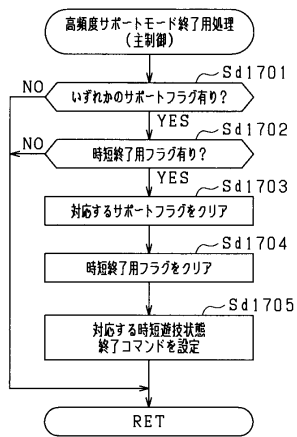 高頻度サポートモード終了用処理
（主制御）
Sd1701
NO
いずれかのサポートフラグ有り？
YES
Sd1702
NO
時短終了用フラグ有り？
YES
Sd1703
対応するサポートフラグをクリア
Sd1704
時短終了用フラグをクリア
Sd1705
対応する時短遊技状態
終了コマンドを設定
RET